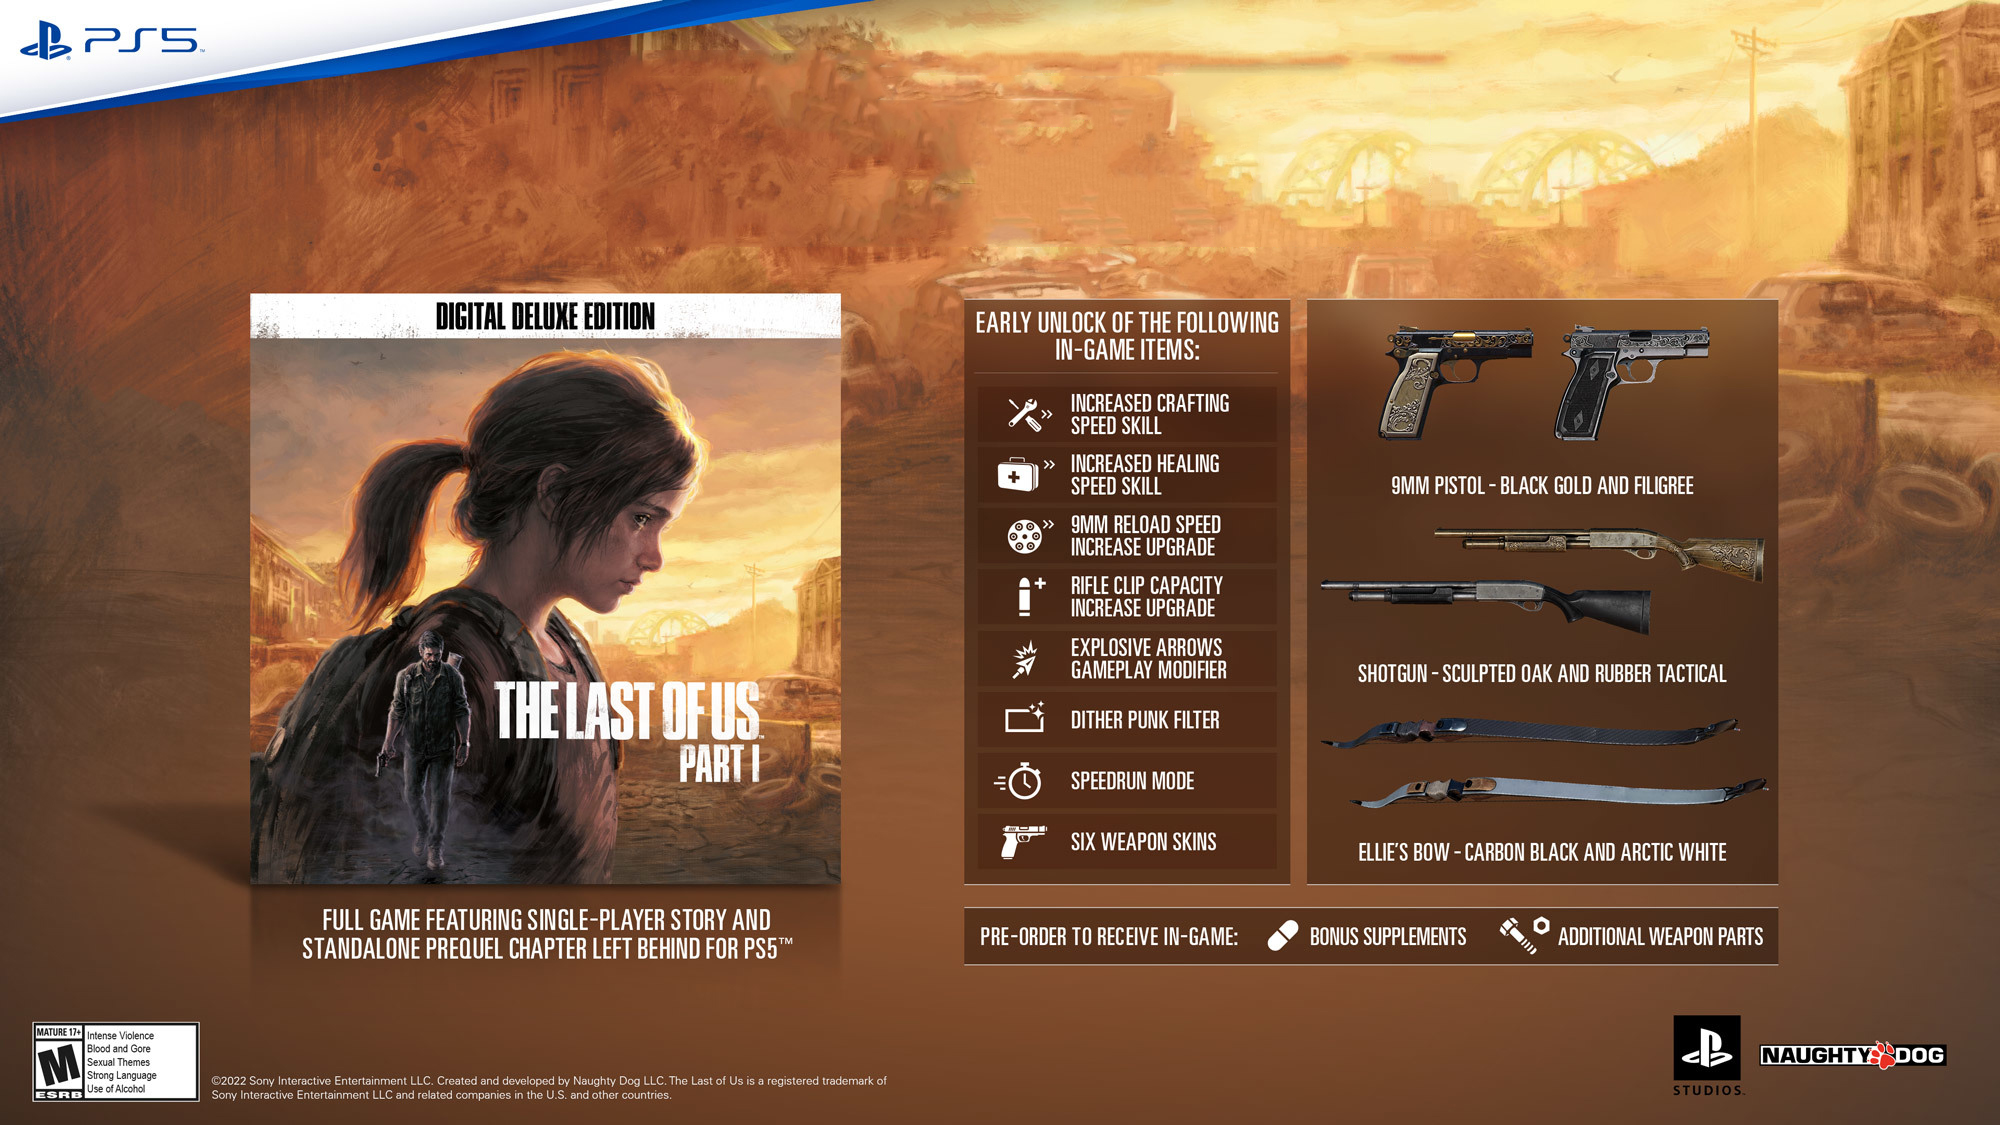 PS5™
DIGITAL DELUXE EDITION
THE LAST OF US™
PART I
FULL GAME FEATURING SINGLE-PLAYER STORY AND
STANDALONE PREQUEL CHAPTER LEFT BEHIND FOR PS5™
EARLY UNLOCK OF THE FOLLOWING
IN-GAME ITEMS:
INCREASED CRAFTING
SPEED SKILL
INCREASED HEALING
SPEED SKILL
9MM RELOAD SPEED
INCREASE UPGRADE
RIFLE CLIP CAPACITY
INCREASE UPGRADE
EXPLOSIVE ARROWS
GAMEPLAY MODIFIER
DITHER PUNK FILTER
SPEEDRUN MODE
SIX WEAPON SKINS
9MM PISTOL - BLACK GOLD AND FILIGREE
SHOTGUN - SCULPTED OAK AND RUBBER TACTICAL
ELLIE'S BOW - CARBON BLACK AND ARCTIC WHITE
PRE-ORDER TO RECEIVE IN-GAME: BONUS SUPPLEMENTS ADDITIONAL WEAPON PARTS
MATURE 17+
M
ESRB
Intense Violence
Blood and Gore
Sexual Themes
Strong Language
Use of Alcohol
©2022 Sony Interactive Entertainment LLC. Created and developed by Naughty Dog LLC. The Last of Us is a registered trademark of
Sony Interactive Entertainment LLC and related companies in the U.S. and other countries.
STUDIOS™
NAUGHTY DOG